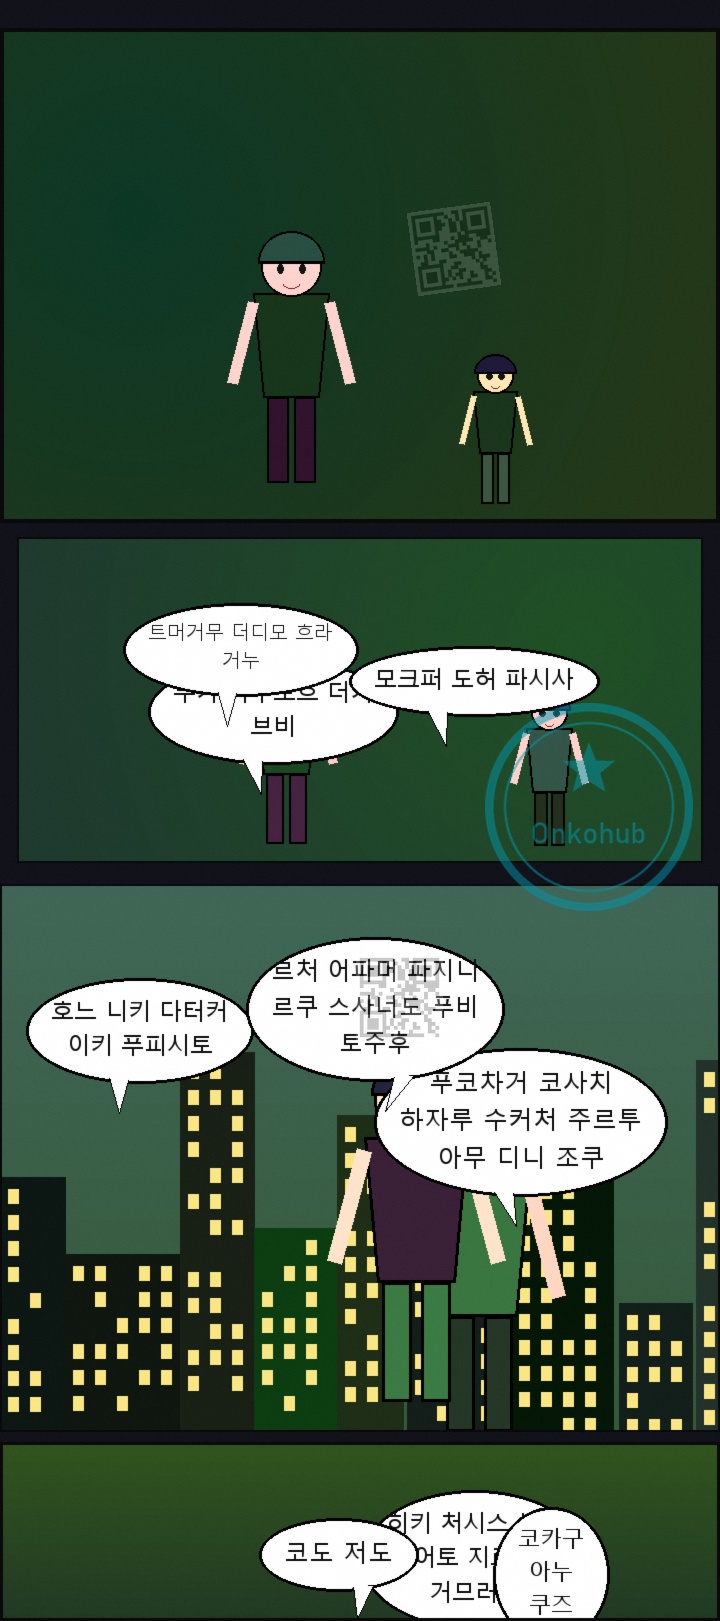 트머거무 더디모 흐라
거누
브비
모크퍼 도허 파시사
Onkohub
호느 니키 다터커
이키 푸피시토
르처 어파머 파지니
르쿠 스사너도 푸비
토주후
푸코차거 코사치
하자루 수커처 주르투
아무 디니 조쿠
코도 저도
히키 처시스
어토
거므러
코카구
아누
쿠즈